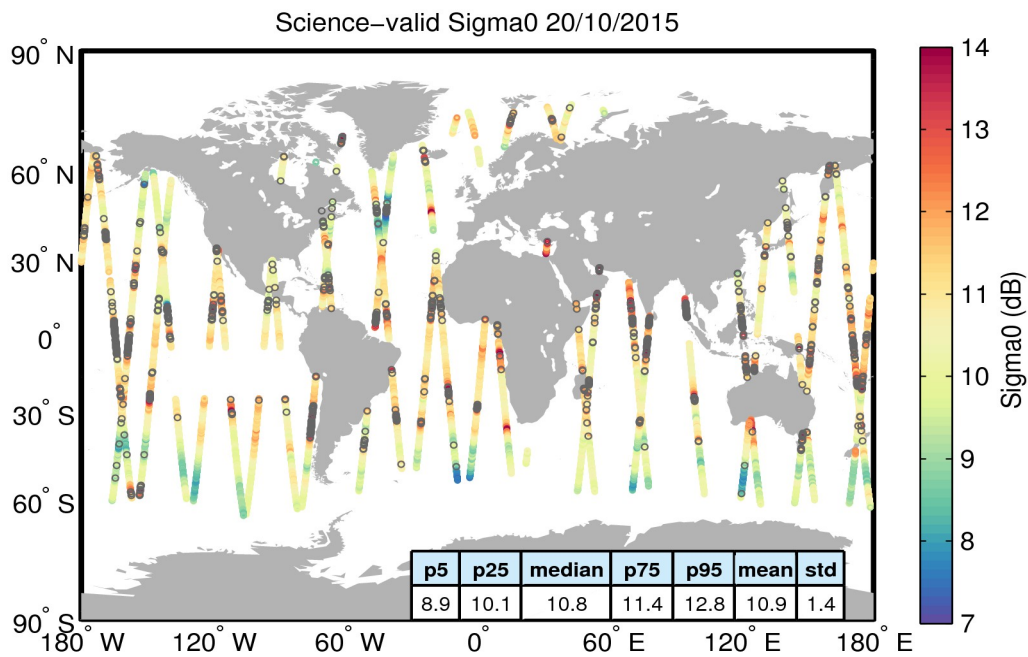 Science−valid Sigma0 20/10/2015
90° N
60° N
30° N
0°
30° S
60° S
90° S
180° W
120° W
60° W
0°
60° E
120° E
180° E
p5 p25 median p75 p95 mean std
8.9 10.1 10.8 11.4 12.8 10.9 1.4
14
13
12
11
10
9
8
7
Sigma0 (dB)